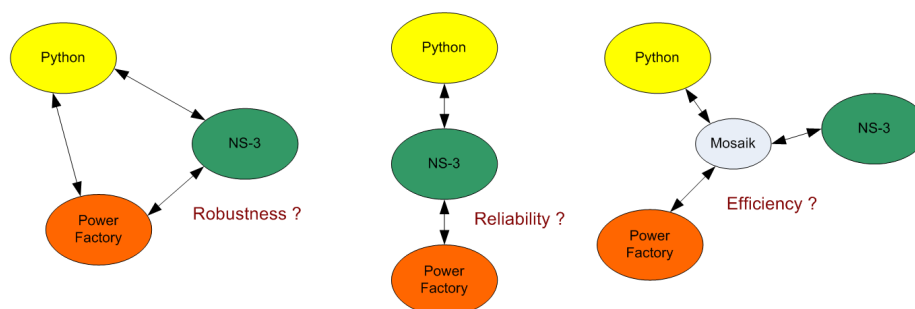 Python
NS-3
Power
Factory
Robustness ?
Python
NS-3
Reliability ?
Power
Factory
Python
Mosaik
NS-3
Efficiency ?
Power
Factory